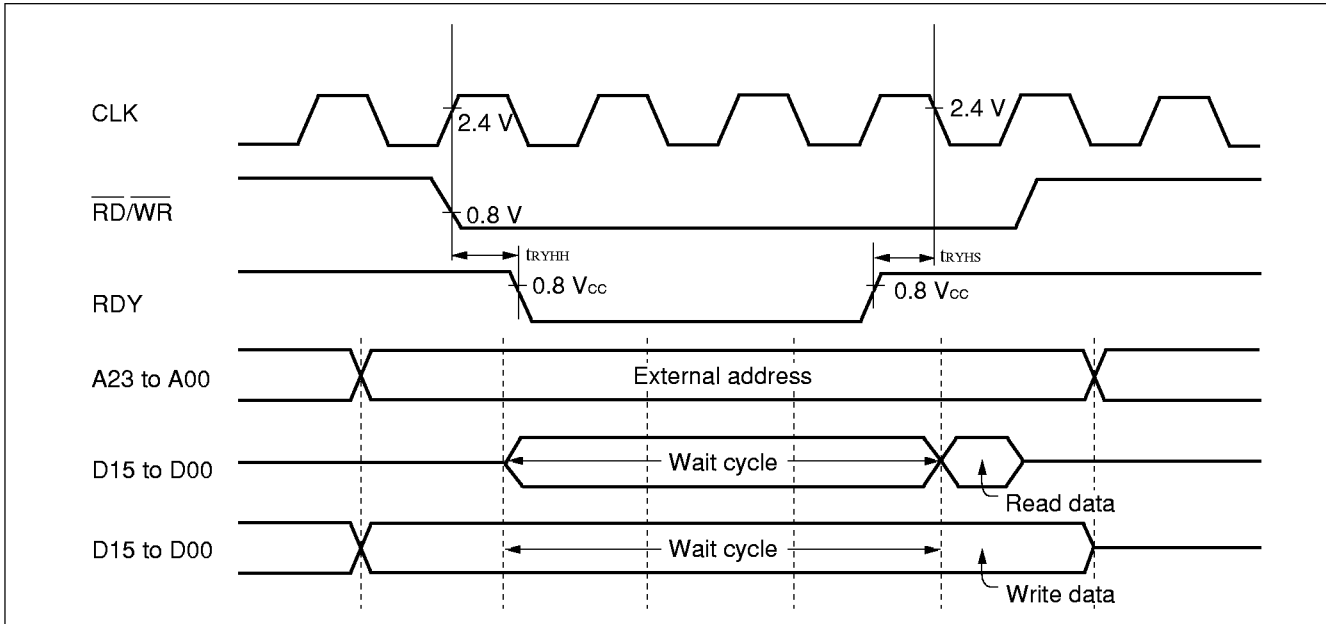 CLK
2.4 V
2.4 V
RD/WR
0.8 V
tRYHH
tRYHS
RDY
0.8 Vcc
0.8 Vcc
A23 to A00
External address
D15 to D00
Wait cycle
Read data
D15 to D00
Wait cycle
Write data